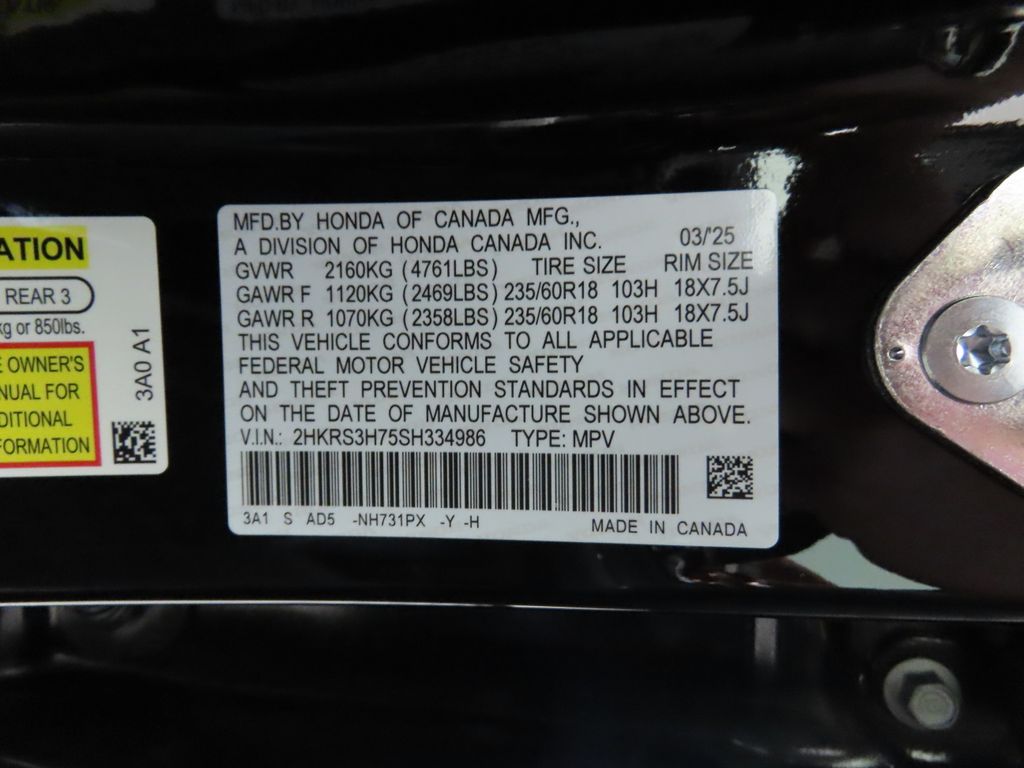 ATION
REAR 3
kg or 850lbs.
E OWNER'S
NUAL FOR
DDITIONAL
FORMATION
3A0 A1
MFD.BY HONDA OF CANADA MFG.,
A DIVISION OF HONDA CANADA INC. 03/'25
GVWR 2160KG (4761LBS) TIRE SIZE RIM SIZE
GAWR F 1120KG (2469LBS) 235/60R18 103H 18X7.5J
GAWR R 1070KG (2358LBS) 235/60R18 103H 18X7.5J
THIS VEHICLE CONFORMS TO ALL APPLICABLE
FEDERAL MOTOR VEHICLE SAFETY
AND THEFT PREVENTION STANDARDS IN EFFECT
ON THE DATE OF MANUFACTURE SHOWN ABOVE.
V.I.N.: 2HKRS3H75SH334986 TYPE: MPV
3A1 S AD5 -NH731PX -Y -H MADE IN CANADA